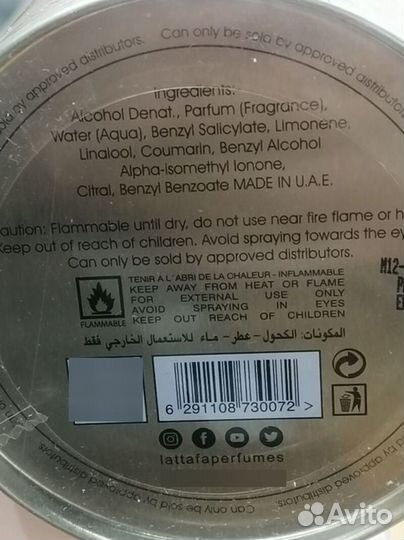 Can only be sold by approved distributors.
Ingredients:
Alcohol Denat., Parfum (Fragrance),
Water (Aqua), Benzyl Salicylate, Limonene,
Linalool, Coumarin, Benzyl Alcohol
Alpha-isomethyl Ionone,
Citral, Benzyl Benzoate MADE IN U.A.E.
Caution: Flammable until dry, do not use near fire flame or
Keep out of reach of children. Avoid spraying towards the
Can only be sold by approved distributors.
M12-
TENIR A L'ABRI DE LA CHALEUR - INFLAMMABLE
KEEP AWAY FROM HEAT OR FLAME
FOR EXTERNAL USE ONLY
AVOID SPRAYING IN EYES
KEEP OUT REACH OF CHILDREN
FLAMMABLE
المكونات: الكحول - عطر - ماء للاستعمال الخارجي فقط
6 291108 730072 >
lattafaperfumes
Can only be sold by approved distributors.
Avito